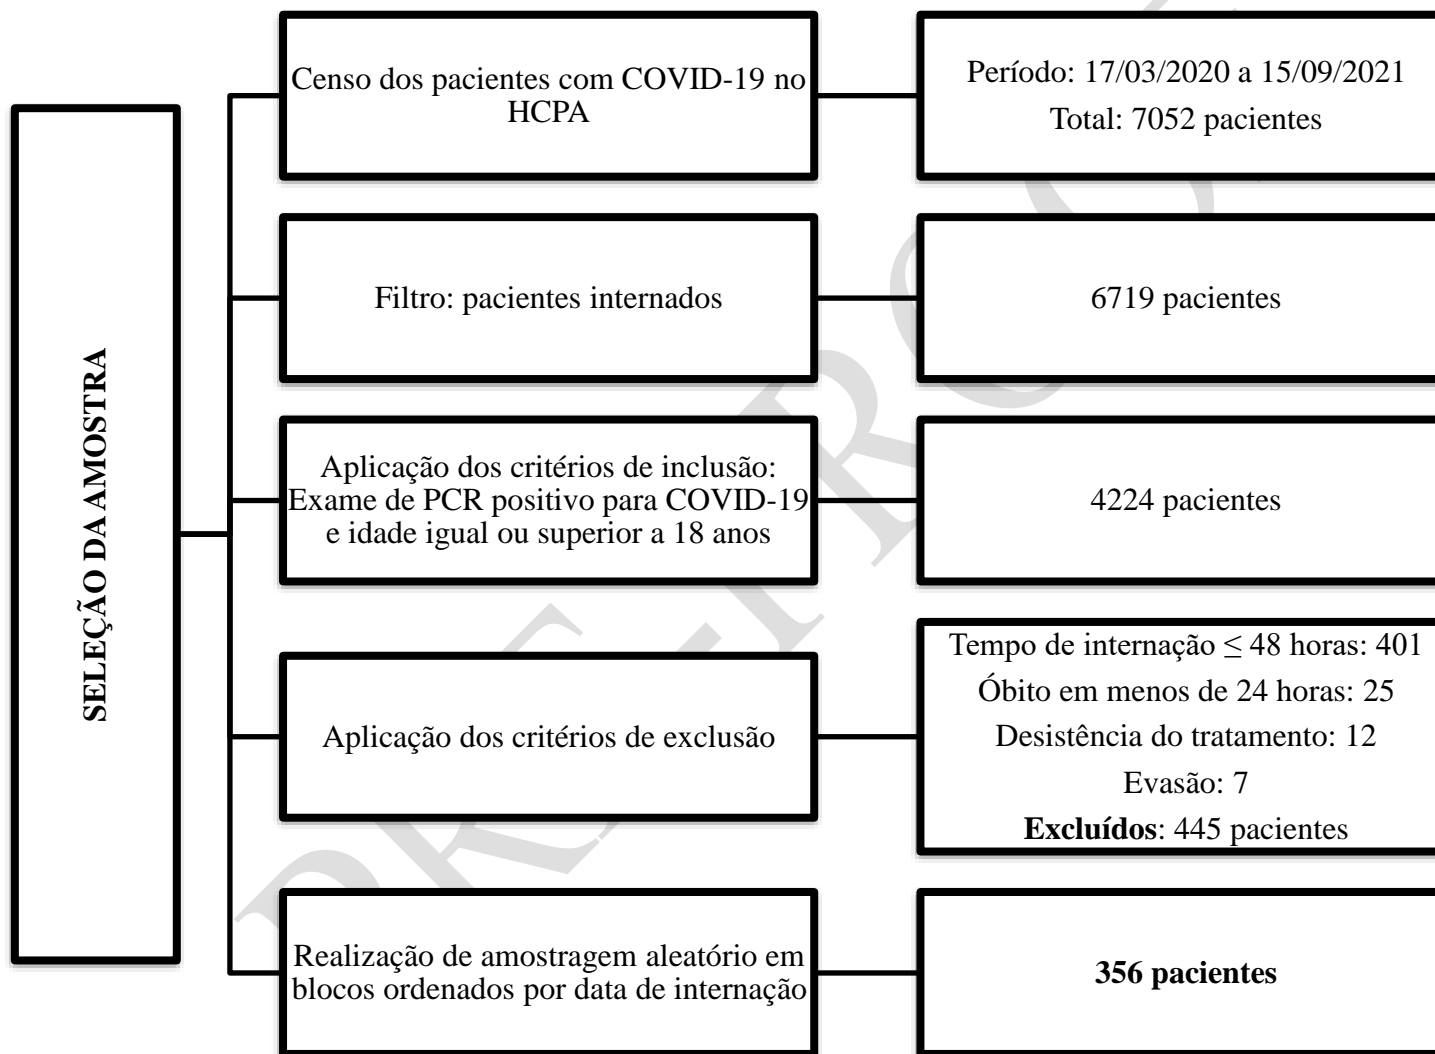 SELEÇÃO DA AMOSTRA
Censo dos pacientes com COVID-19 no
HCPA
Período: 17/03/2020 a 15/09/2021
Total: 7052 pacientes
Filtro: pacientes internados
6719 pacientes
Aplicação dos critérios de inclusão:
Exame de PCR positivo para COVID-19
e idade igual ou superior a 18 anos
4224 pacientes
Aplicação dos critérios de exclusão
Tempo de internação ≤ 48 horas: 401
Óbito em menos de 24 horas: 25
Desistência do tratamento: 12
Evasão: 7
Excluídos: 445 pacientes
Realização de amostragem aleatório em
blocos ordenados por data de internação
356 pacientes